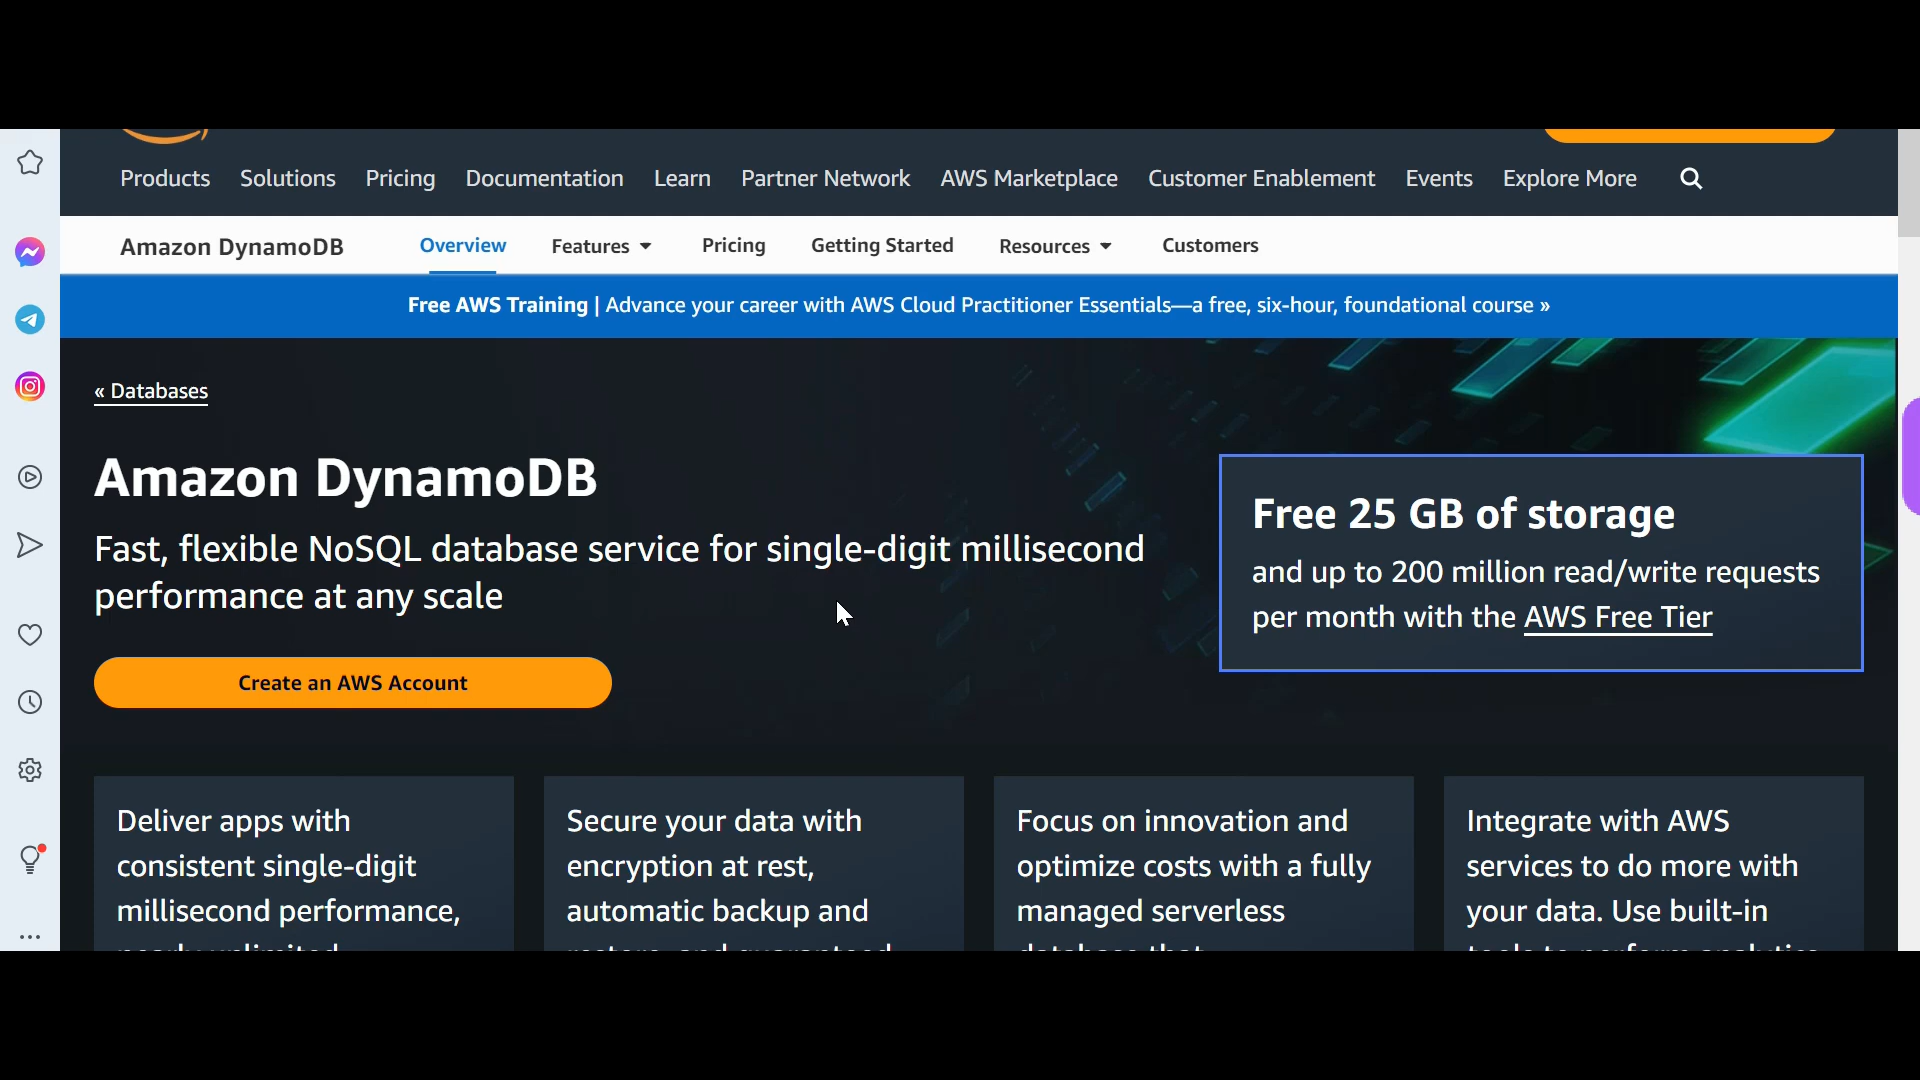 Products Solutions Pricing Documentation Learn Partner Network AWS Marketplace Customer Enablement Events Explore More
Amazon DynamoDB Overview Features Pricing Getting Started Resources Customers
Free AWS Training | Advance your career with AWS Cloud Practitioner Essentials—a free, six-hour, foundational course »
« Databases
Amazon DynamoDB
Fast, flexible NoSQL database service for single-digit millisecond
performance at any scale
Create an AWS Account
Free 25 GB of storage
and up to 200 million read/write requests
per month with the AWS Free Tier
Deliver apps with
consistent single-digit
millisecond performance,
Secure your data with
encryption at rest,
automatic backup and
Focus on innovation and
optimize costs with a fully
managed serverless
Integrate with AWS
services to do more with
your data. Use built-in